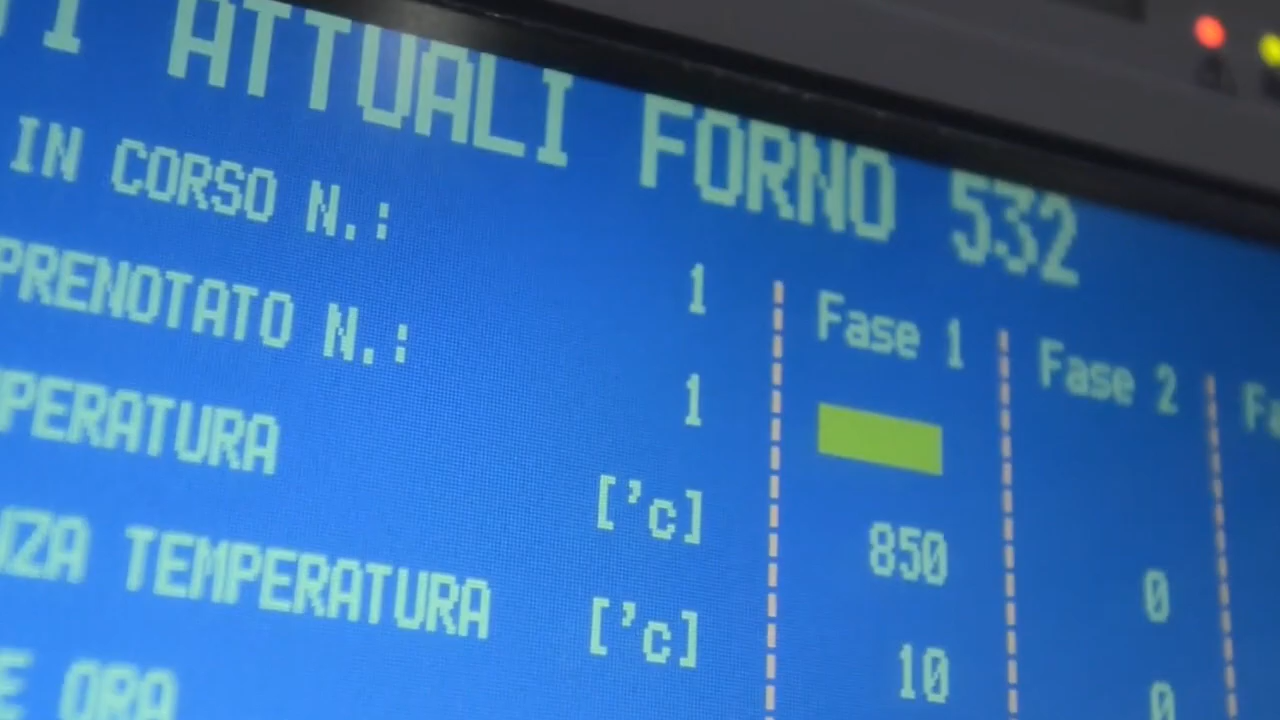 ATTUALI FORNO 532
IN CORSO N.: 1
PRENOTATO N.: 1
Fase 1 Fase 2
PERATURA ['c] 850 0
ZA TEMPERATURA ['c] 10 0
E ORA